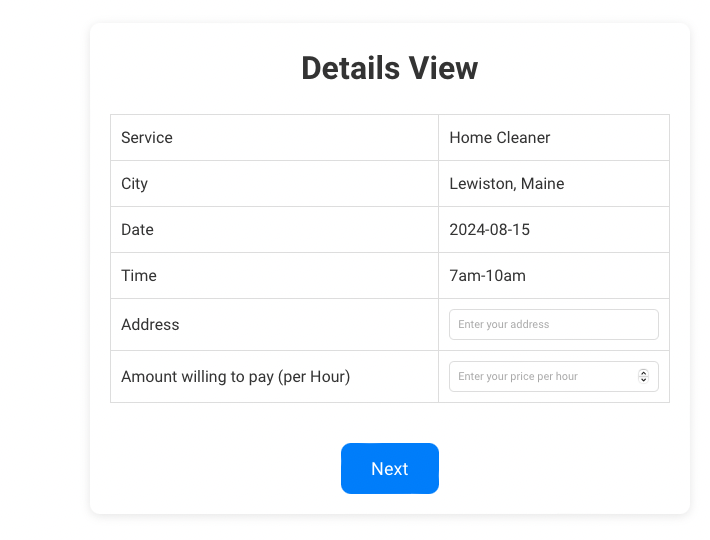 Details View
Service Home Cleaner
City Lewiston, Maine
Date 2024-08-15
Time 7am-10am
Address Enter your address
Amount willing to pay (per Hour) Enter your price per hour
Next